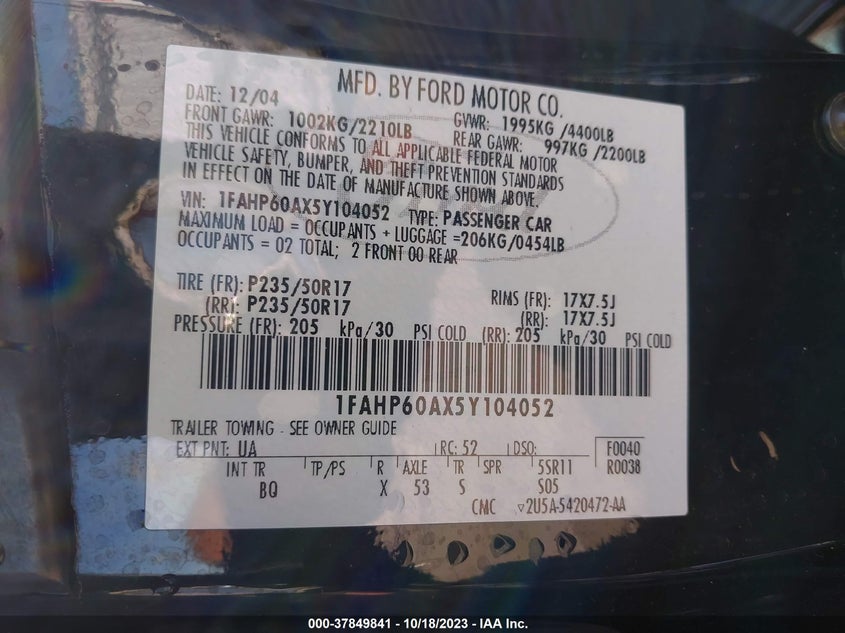 MFD. BY FORD MOTOR CO.
DATE: 12/04 GVWR: 1995KG /4400LB
FRONT GAWR: 1002KG/2210LB REAR GAWR: 997KG /2200LB
THIS VEHICLE CONFORMS TO ALL APPLICABLE FEDERAL MOTOR
VEHICLE SAFETY, BUMPER, AND THEFT PREVENTION STANDARDS
IN EFFECT ON THE DATE OF MANUFACTURE SHOWN ABOVE.
VIN: 1FAHP60AX5Y104052 TYPE: PASSENGER CAR
MAXIMUM LOAD = OCCUPANTS + LUGGAGE =206KG/0454LB
OCCUPANTS = 02 TOTAL; 2 FRONT 00 REAR
TIRE (FR): P235/50R17 RIMS (FR): 17X7.5J
(RR): P235/50R17 (RR): 17X7.5J
PRESSURE (FR): 205 kPa/30 PSI COLD (RR): 205 kPa/30 PSI COLD
1FAHP60AX5Y104052
TRAILER TOWING - SEE OWNER GUIDE
EXT PNT: UA RC: 52 DSO: F0040
INT TR TP/PS R AXLE TR SPR 5SR11 R0038
BQ X 53 S S05
CMC ▽2U5A-5420472-AA
000-37849841 / 10/18/2023 - IAA Inc.